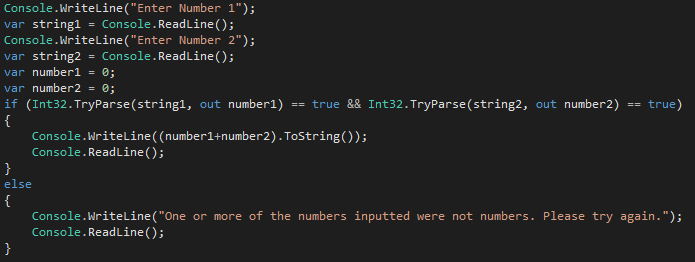 Console.WriteLine("Enter Number 1");
var string1 = Console.ReadLine();
Console.WriteLine("Enter Number 2");
var string2 = Console.ReadLine();
var number1 = 0;
var number2 = 0;
if (Int32.TryParse(string1, out number1) == true && Int32.TryParse(string2, out number2) == true)
{
    Console.WriteLine((number1+number2).ToString());
    Console.ReadLine();
}
else
{
    Console.WriteLine("One or more of the numbers inputted were not numbers. Please try again.");
    Console.ReadLine();
}